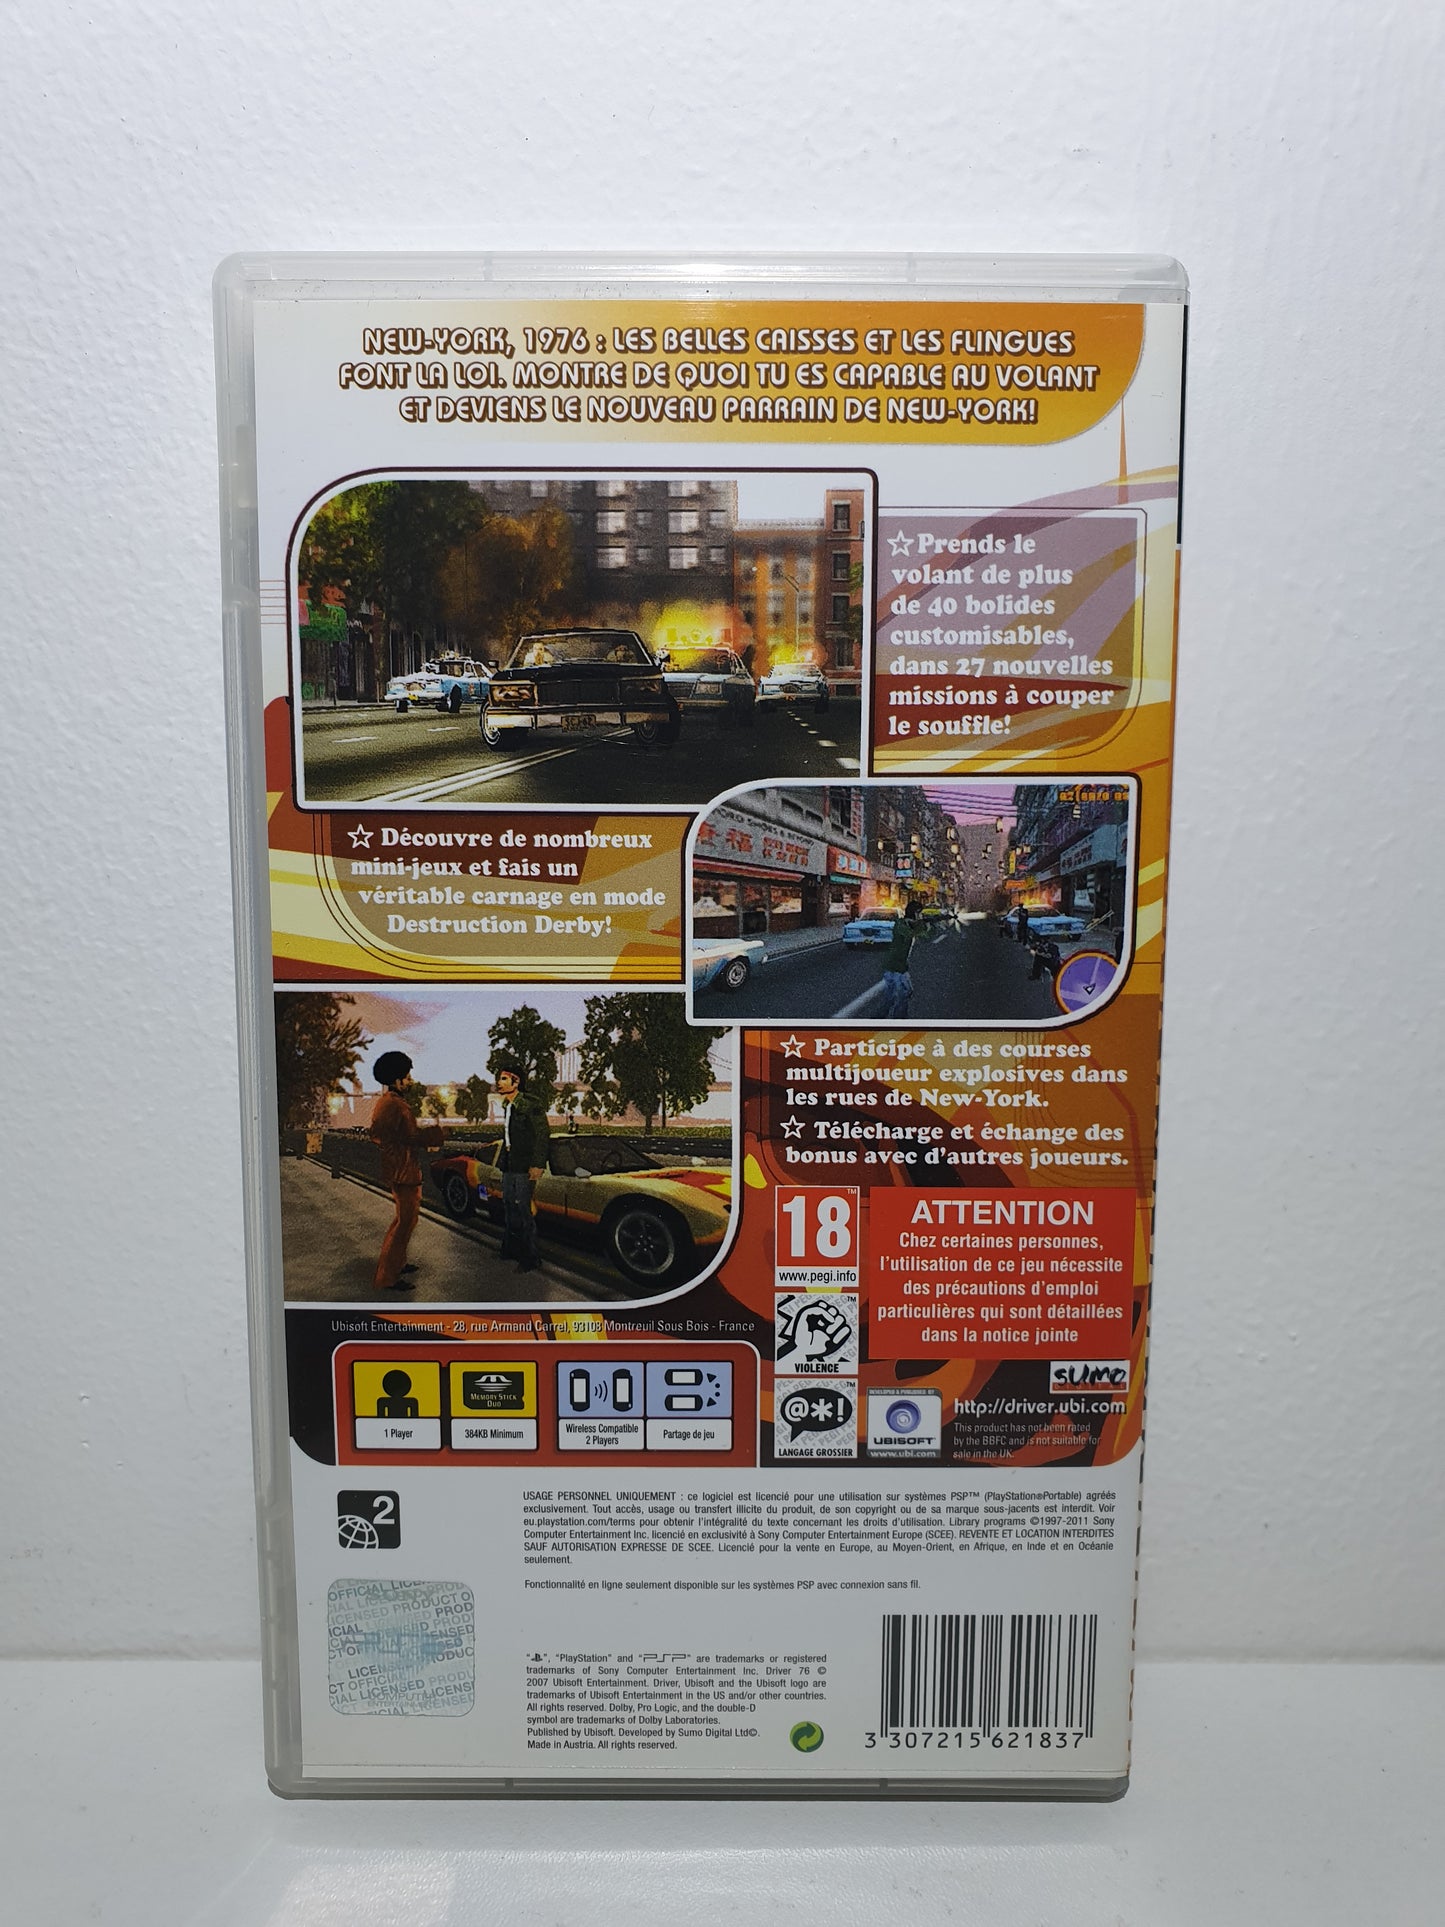 NEW-YORK, 1976 : LES BELLES CAISSES ET LES FLINGUES
FONT LA LOI. MONTRE DE QUOI TU ES CAPABLE AU VOLANT
ET DEVIENS LE NOUVEAU PARRAIN DE NEW-YORK!
☆ Prends le
volant de plus
de 40 bolides
customisables,
dans 27 nouvelles
missions à couper
le souffle!
☆ Découvre de nombreux
mini-jeux et fais un
véritable carnage en mode
Destruction Derby!
☆ Participe à des courses
multijoueur explosives dans
les rues de New-York.
☆ Télécharge et échange des
bonus avec d'autres joueurs.
18
www.pegi.info
ATTENTION
Chez certaines personnes,
l'utilisation de ce jeu nécessite
des précautions d'emploi
particulières qui sont détaillées
dans la notice jointe
Ubisoft Entertainment - 28, rue Armand Carrel, 93108 Montreuil Sous Bois - France
VIOLENCE
@*!
LANGAGE GROSSIER
MEMORY STICK
DUO
1 Player
384KB Minimum
Wireless Compatible
2 Players
Partage de jeu
DEVELOPED & PUBLISHED BY
UBISOFT
www.ubi.com
SUMO
DIGITAL
http://driver.ubi.com
This product has not been rated
by the BBFC and is not suitable for
sale in the UK.
2
USAGE PERSONNEL UNIQUEMENT : ce logiciel est licencié pour une utilisation sur systèmes PSP™ (PlayStation®Portable) agréés
exclusivement. Tout accès, usage ou transfert illicite du produit, de son copyright ou de sa marque sous-jacents est interdit. Voir
eu.playstation.com/terms pour obtenir l'intégralité du texte concernant les droits d'utilisation. Library programs ©1997-2011 Sony
Computer Entertainment Inc. licencié en exclusivité à Sony Computer Entertainment Europe (SCEE). REVENTE ET LOCATION INTERDITES
SAUF AUTORISATION EXPRESSE DE SCEE. Licencié pour la vente en Europe, au Moyen-Orient, en Afrique, en Inde et en Océanie
seulement.
Fonctionnalité en ligne seulement disponible sur les systèmes PSP avec connexion sans fil.
OFFICIAL LICENSED PRODUCT
"PlayStation" and "PSP" are trademarks or registered
trademarks of Sony Computer Entertainment Inc. Driver 76 ©
2007 Ubisoft Entertainment. Driver, Ubisoft and the Ubisoft logo are
trademarks of Ubisoft Entertainment in the US and/or other countries.
All rights reserved. Dolby, Pro Logic, and the double-D
symbol are trademarks of Dolby Laboratories.
Published by Ubisoft. Developed by Sumo Digital Ltd©.
Made in Austria. All rights reserved.
3 307215 621837